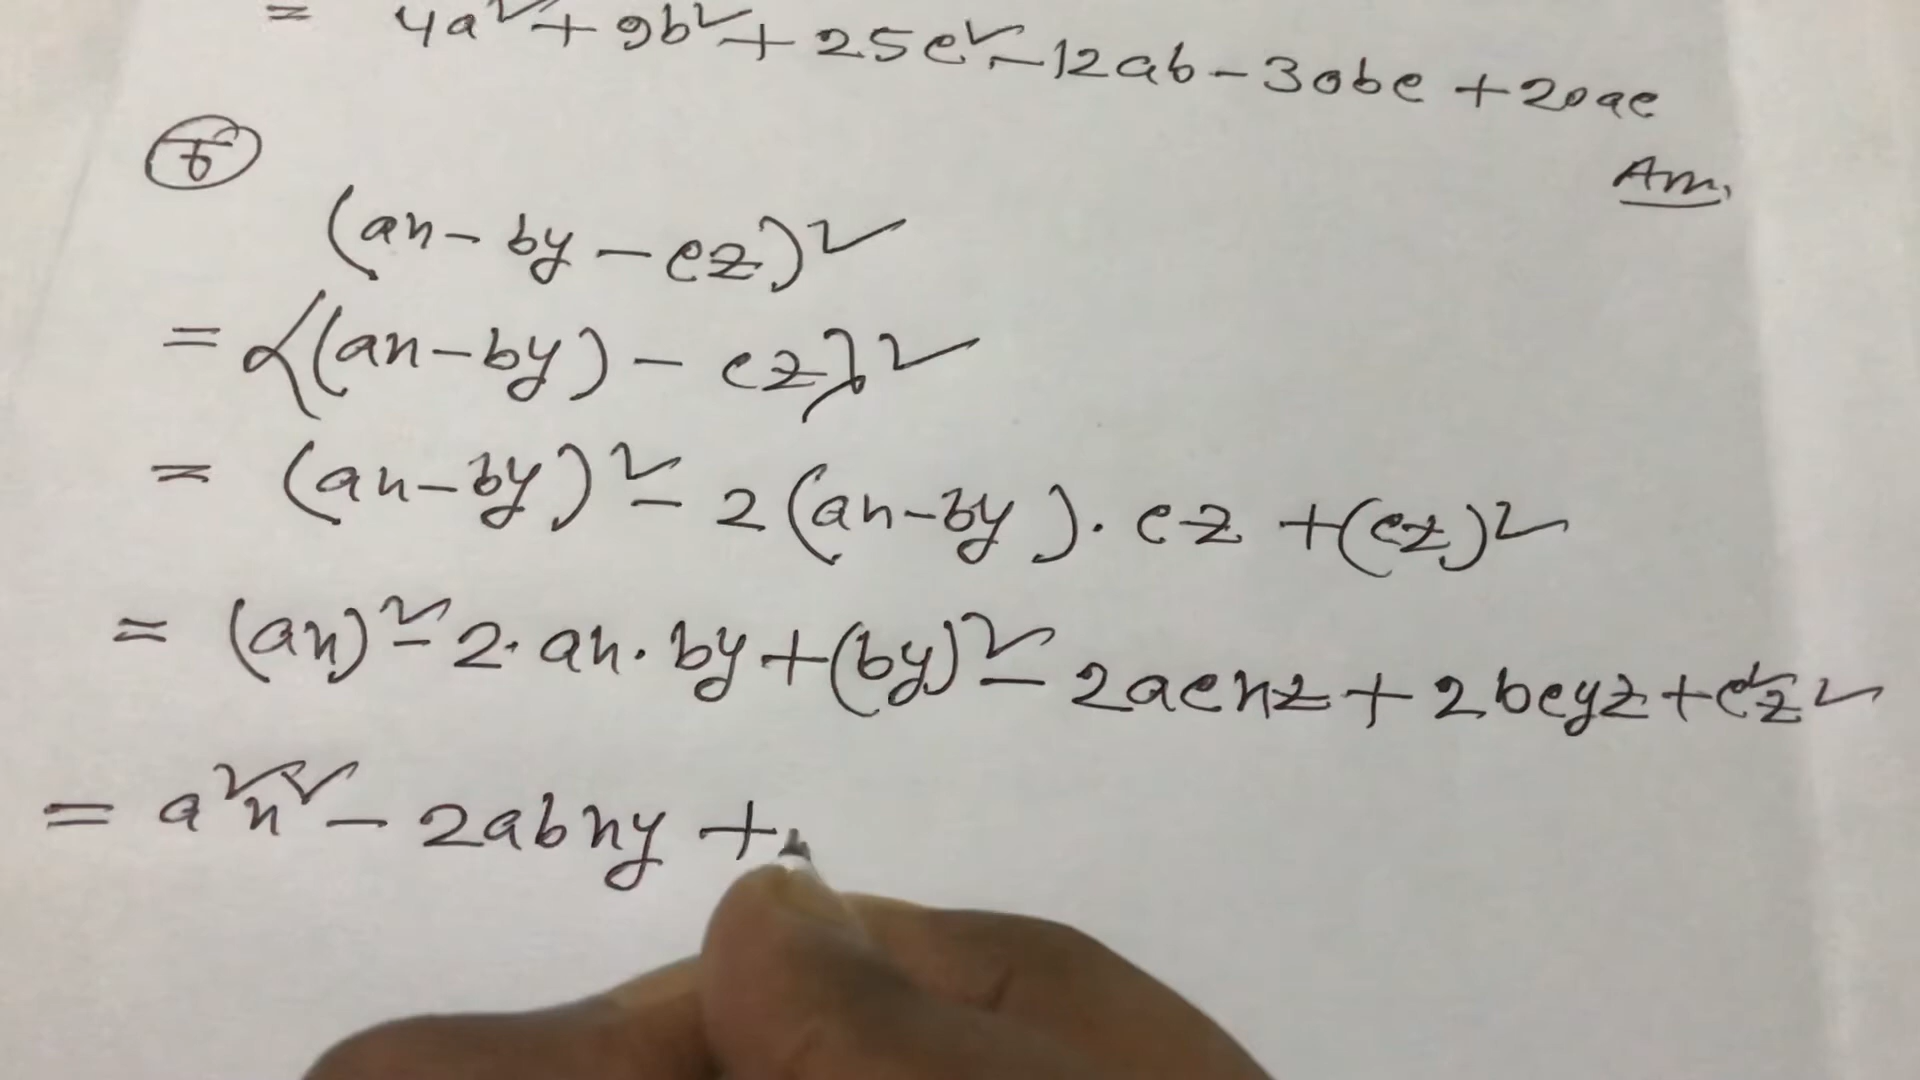 = 4a² + 9b² + 25c² - 12ab - 30bc + 20ac
Ans.
(ax - by - cz)²
= {(ax - by) - cz}²
= (ax - by)² - 2(ax - by). cz + (cz)²
= (ax)² - 2. ax. by + (by)² - 2acxz + 2bcyz + c²z²
= a²x² - 2abxy +